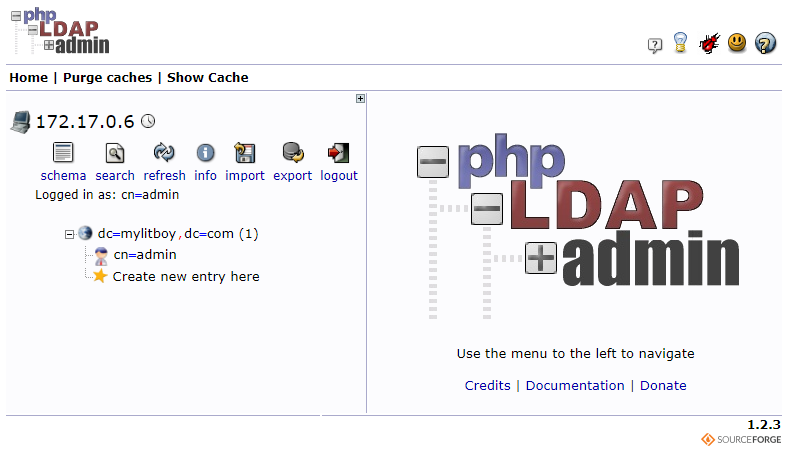 php
LDAP
admin
?
?
Home | Purge caches | Show Cache
172.17.0.6
schema search refresh info import export logout
Logged in as: cn=admin
dc=mylitboy,dc=com (1)
cn=admin
Create new entry here
php
LDAP
admin
Use the menu to the left to navigate
Credits | Documentation | Donate
1.2.3
SOURCEFORGE